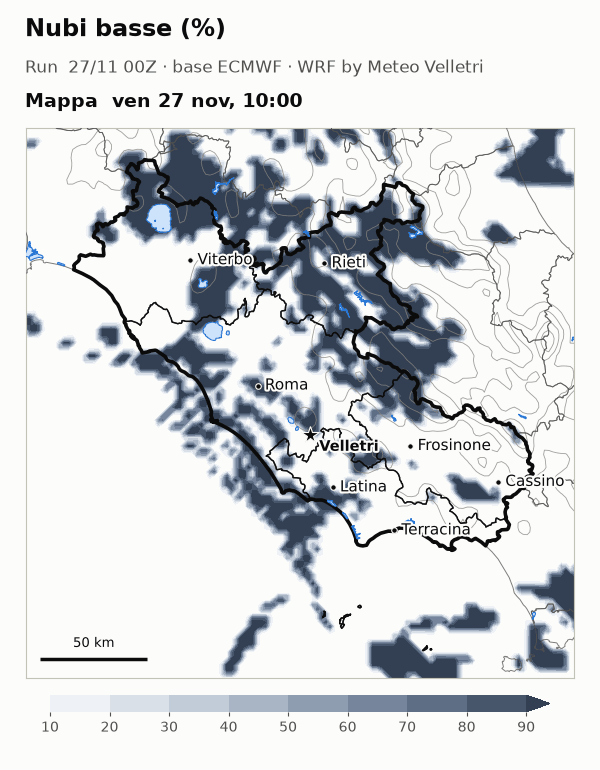 Nubi basse (%)
Run  27/11 00Z · base ECMWF · WRF by Meteo Velletri
Mappa  ven 27 nov, 10:00
Viterbo
Rieti
Roma
Velletri
Frosinone
Latina
Cassino
Terracina
50 km
10 20 30 40 50 60 70 80 90